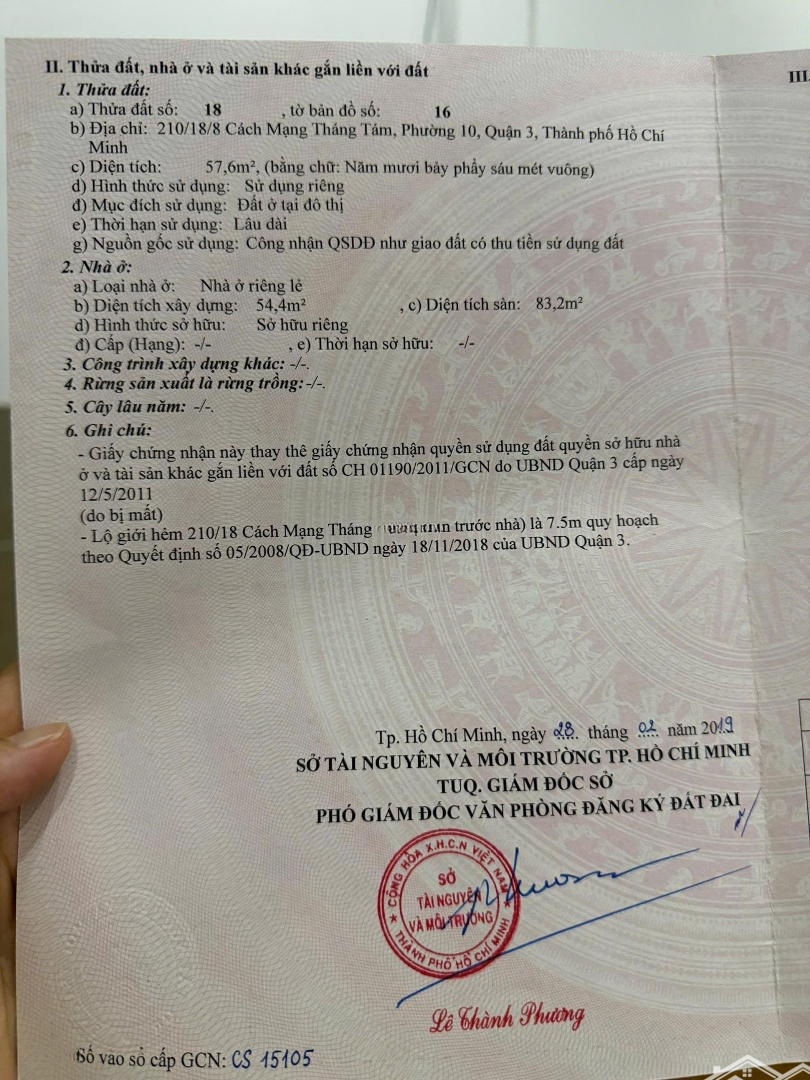 II. Thửa đất, nhà ở và tài sản khác gắn liền với đất
III.
1. Thửa đất:
a) Thửa đất số: 18 , tờ bản đồ số: 16
b) Địa chỉ: 210/18/8 Cách Mạng Tháng Tám, Phường 10, Quận 3, Thành phố Hồ Chí
Minh
c) Diện tích: 57,6m², (bằng chữ: Năm mươi bảy phẩy sáu mét vuông)
d) Hình thức sử dụng: Sử dụng riêng
đ) Mục đích sử dụng: Đất ở tại đô thị
e) Thời hạn sử dụng: Lâu dài
g) Nguồn gốc sử dụng: Công nhận QSDĐ như giao đất có thu tiền sử dụng đất
2. Nhà ở:
a) Loại nhà ở: Nhà ở riêng lẻ
b) Diện tích xây dựng: 54,4m² , c) Diện tích sàn: 83,2m²
d) Hình thức sở hữu: Sở hữu riêng
đ) Cấp (Hạng): -/- , e) Thời hạn sở hữu: -/-
3. Công trình xây dựng khác: -/-.
4. Rừng sản xuất là rừng trồng: -/-.
5. Cây lâu năm: -/-.
6. Ghi chú:
- Giấy chứng nhận này thay thê giấy chứng nhận quyền sử dụng đất quyền sở hữu nhà
ở và tài sản khác gắn liền với đất số CH 01190/2011/GCN do UBND Quận 3 cấp ngày
12/5/2011
(do bị mất)
- Lộ giới hẻm 210/18 Cách Mạng Tháng trước nhà) là 7.5m quy hoạch
theo Quyết định số 05/2008/QĐ-UBND ngày 18/11/2018 của UBND Quận 3.
Tp. Hồ Chí Minh, ngày 28 tháng 02 năm 2019
SỞ TÀI NGUYÊN VÀ MÔI TRƯỜNG TP. HỒ CHÍ MINH
TUQ. GIÁM ĐỐC SỞ
PHÓ GIÁM ĐỐC VĂN PHÒNG ĐĂNG KÝ ĐẤT ĐAI
CỘNG HÒA X.H.C.N VIỆT NAM
SỞ
TÀI NGUYÊN
VÀ MÔI TRƯỜNG
THÀNH PHỐ HỒ CHÍ MINH
Lê Thành Phương
Số vào sổ cấp GCN: CS 15105